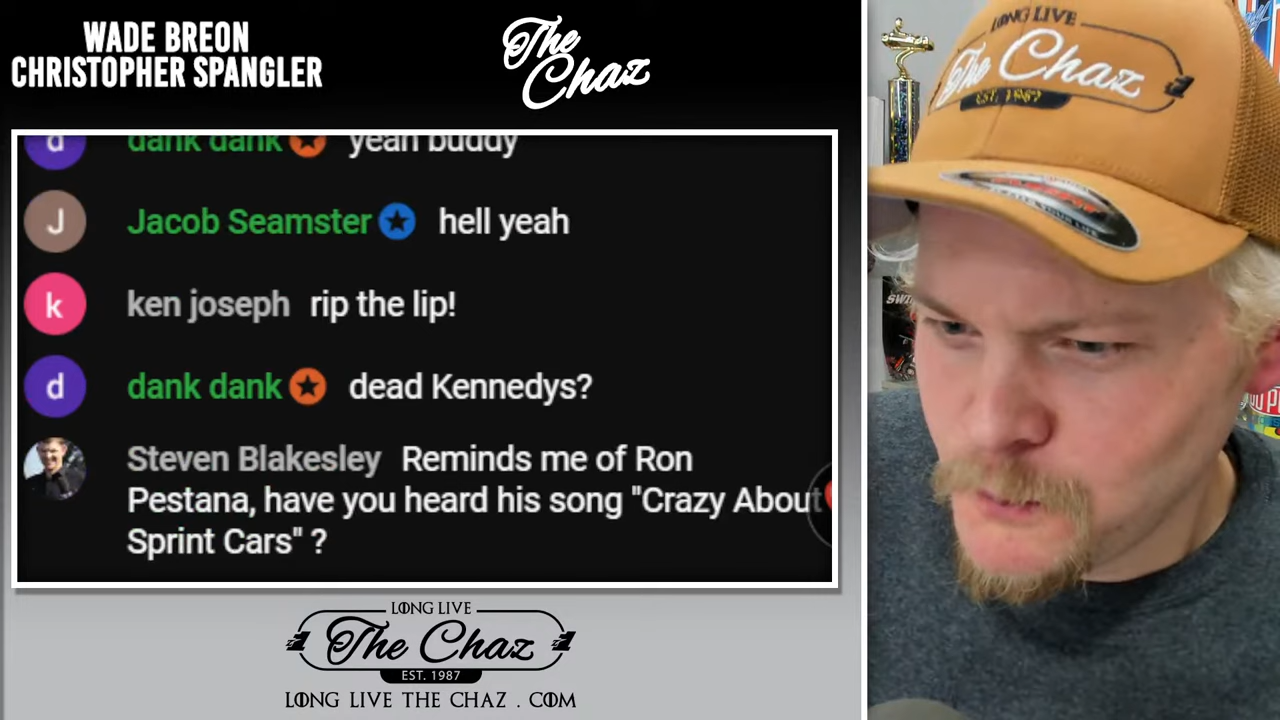 WADE BREON
CHRISTOPHER SPANGLER
The
Chaz
d dank dank yeah buddy
J Jacob Seamster hell yeah
k ken joseph rip the lip!
d dank dank dead Kennedys?
Steven Blakesley Reminds me of Ron
Pestana, have you heard his song "Crazy About
Sprint Cars" ?
LONG LIVE
The Chaz
EST. 1987
LONG LIVE THE CHAZ . COM
LONG LIVE
The Chaz
EST. 1987